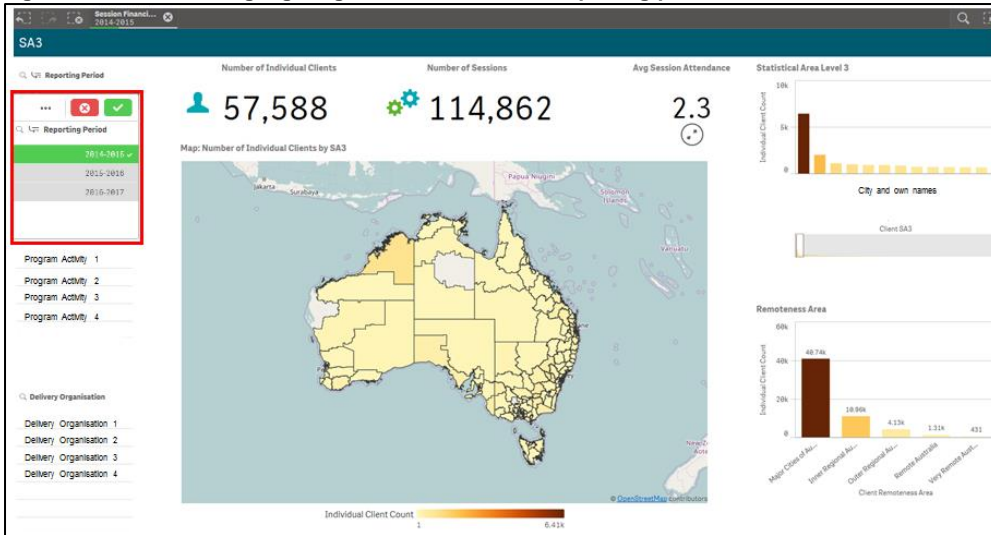 Session Financi...
2014-2015
SA3
Reporting Period
Reporting Period
2014-2015
2015-2016
2016-2017
Program Activity 1
Program Activity 2
Program Activity 3
Program Activity 4
Delivery Organisation
Delivery Organisation 1
Delivery Organisation 2
Delivery Organisation 3
Delivery Organisation 4
Number of Individual Clients
57,588
Number of Sessions
114,862
Avg Session Attendance
2.3
Map: Number of Individual Clients by SA3
Jakarta
Surabaya
Papua Niugini
Solomon
Islands
Vanuatu
© OpenStreetMap contributors
Individual Client Count
1
6.41k
Statistical Area Level 3
Individual Client Count
10k
5k
0
City and own names
Client SA3
Remoteness Area
Individual Client Count
60k
40k
20k
0
40.74k
10.96k
4.13k
1.31k
431
Major Cities of Au...
Inner Regional Au...
Outer Regional Au...
Remote Australia
Very Remote Aust...
Client Remoteness Area